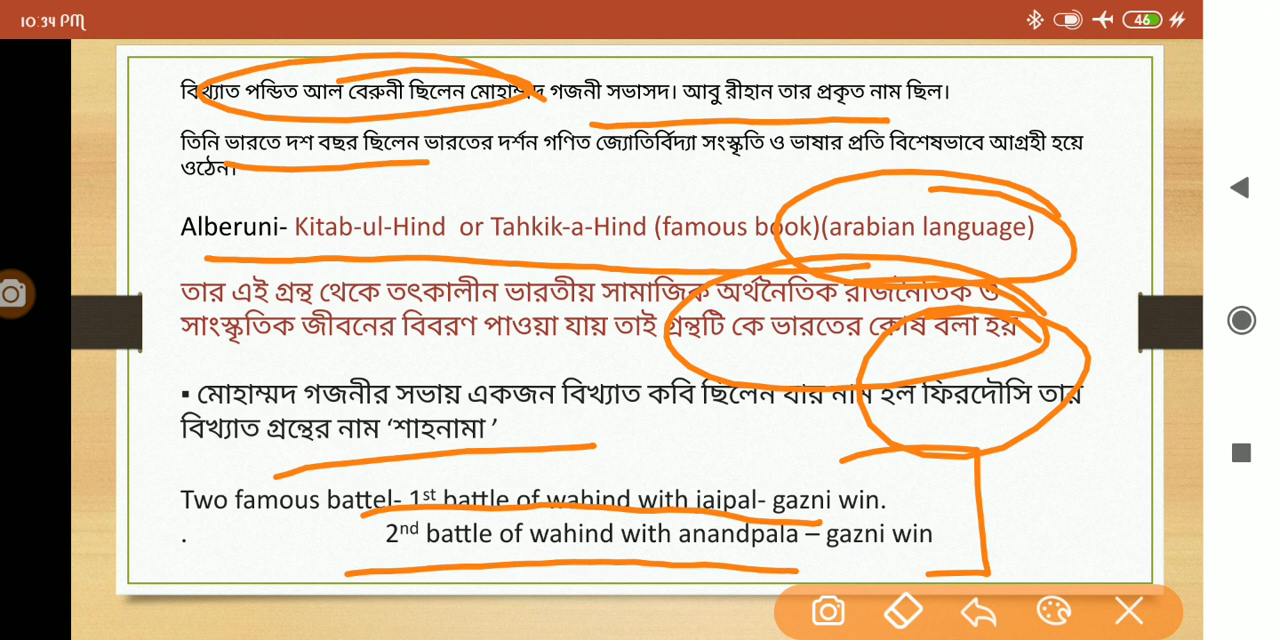 10:34 PM
46
বিখ্যাত পন্ডিত আল বেরুনী ছিলেন মোহাম্মদ গজনী সভাসদ। আবু রীহান তার প্রকৃত নাম ছিল।
তিনি ভারতে দশ বছর ছিলেন ভারতের দর্শন গণিত জ্যোতির্বিদ্যা সংস্কৃতি ও ভাষার প্রতি বিশেষভাবে আগ্রহী হয়ে
ওঠেন।
Alberuni- Kitab-ul-Hind or Tahkik-a-Hind (famous book)(arabian language)
তার এই গ্রন্থ থেকে তৎকালীন ভারতীয় সামাজিক অর্থনৈতিক রাজনৈতিক ও
সাংস্কৃতিক জীবনের বিবরণ পাওয়া যায় তাই গ্রন্থটি কে ভারতের কোষ বলা হয়
▪ মোহাম্মদ গজনীর সভায় একজন বিখ্যাত কবি ছিলেন যার নাম হল ফিরদৌসি তার
বিখ্যাত গ্রন্থের নাম ‘শাহনামা ’
Two famous battel- 1st battle of wahind with jaipal- gazni win.
. 2nd battle of wahind with anandpala – gazni win